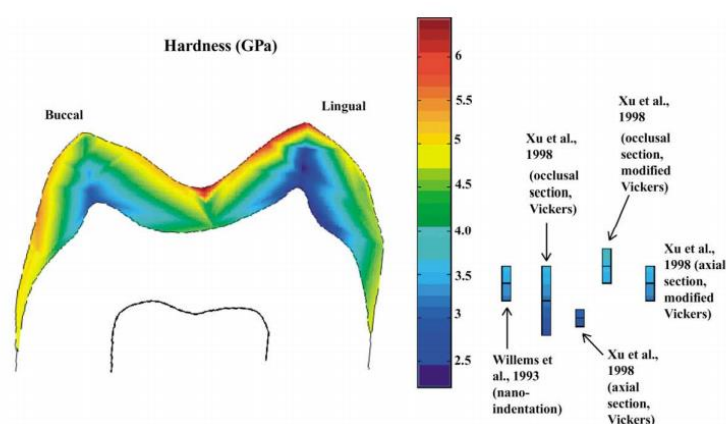 Hardness (GPa)
Buccal
Lingual
6
5.5
5
4.5
4.0
3.5
3
2.5
Xu et al.,
1998
(occlusal
section,
Vickers)
Xu et al.,
1998
(occlusal
section,
modified
Vickers)
Xu et al.,
1998 (axial
section,
modified
Vickers)
Willems et
al., 1993
(nano-
indentation)
Xu et al.,
1998
(axial
section,
Vickers)